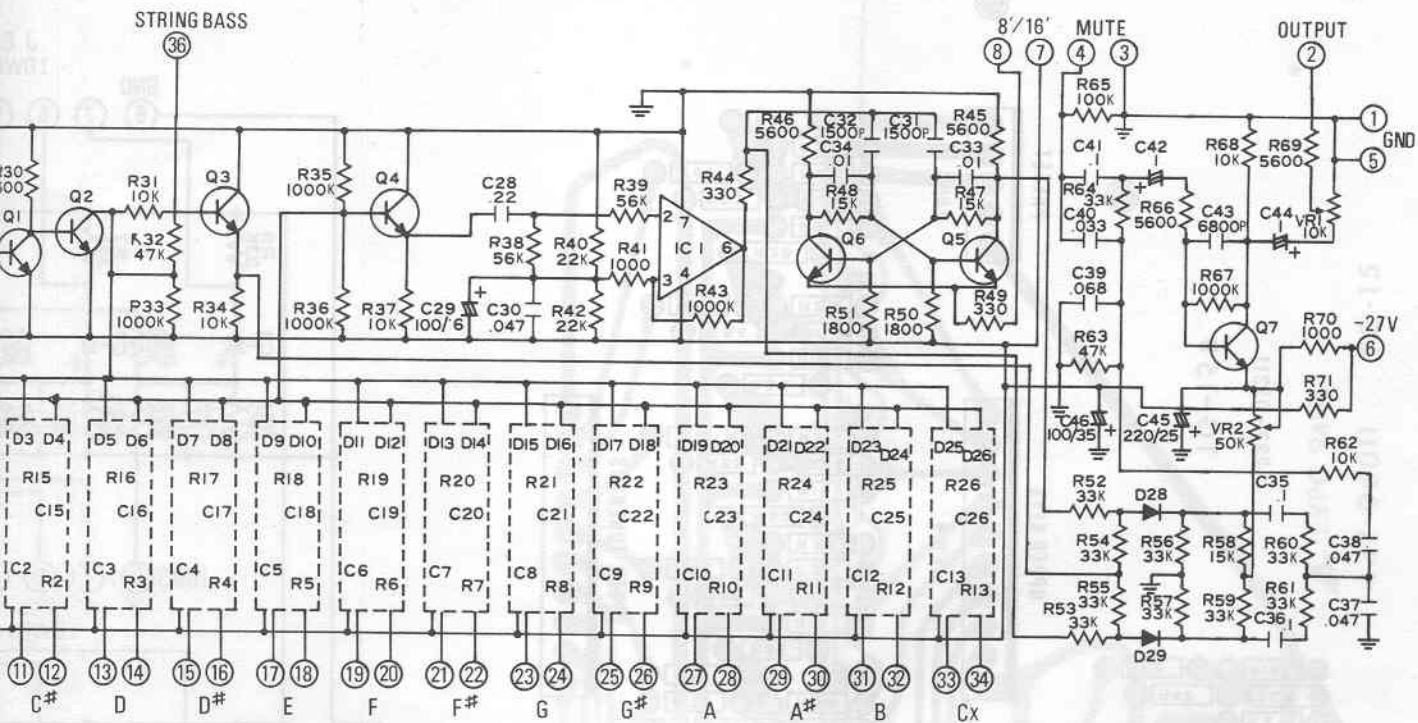 STRING BASS
36
8'/16'
8
7
MUTE
4
3
OUTPUT
2
R65
100K
1
GND
5
R46
5600
C32
1500P
C31
1500P
R45
5600
C34
.01
C33
.01
R48
15K
R47
15K
Q6
Q5
R51
1800
R50
1800
R49
330
C41
.1
C42
.1
R68
10K
R69
5600
R64
33K
C40
.033
R66
5600
C43
6800P
C44
.1
VR1
10K
C39
.068
R67
1000K
Q7
R63
47K
R70
1000
-27V
6
R71
330
Q1
Q2
R31
10K
Q3
R32
47K
R33
1000K
R34
10K
R35
1000K
Q4
R36
1000K
R37
10K
C28
.22
R38
56K
C29
100/6
C30
.047
R39
56K
R40
22K
R41
1000
R42
22K
R44
330
2
7
IC1
6
3
4
R43
1000K
C46
100/35
C45
220/25
VR2
50K
R62
10K
D3 D4
R15
C15
C2 R2
D5 D6
R16
C16
C3 R3
D7 D8
R17
C17
C4 R4
D9 D10
R18
C18
C5 R5
D11 D12
R19
C19
C6 R6
D13 D14
R20
C20
C7 R7
D15 D16
R21
C21
C8 R8
D17 D18
R22
C22
C9 R9
D19 D20
R23
C23
C10 R10
D21 D22
R24
C24
C11 R11
D23 D24
R25
C25
C12 R12
D25 D26
R26
C26
C13 R13
R52
33K
D28
C35
.1
R54
33K
R56
33K
R58
15K
R60
33K
C38
.047
R55
33K
R57
33K
R59
33K
R61
33K
C37
.047
R53
33K
D29
C36
.1
11 12
C#
13 14
D
15 16
D#
17 18
E
19 20
F
21 22
F#
23 24
G
25 26
G#
27 28
A
29 30
A#
31 32
B
33 34
Cx